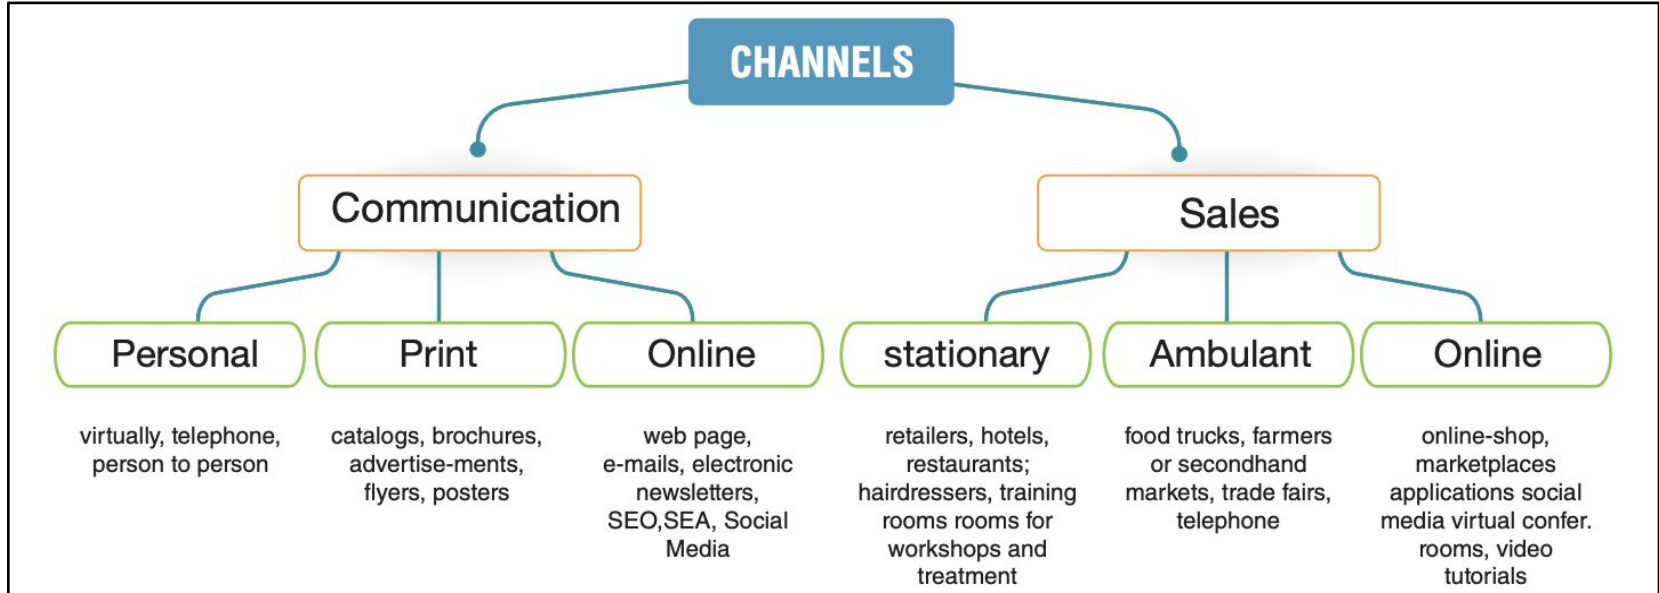 CHANNELS
Communication
Sales
Personal
Print
Online
stationary
Ambulant
Online
virtually, telephone,
person to person
catalogs, brochures,
advertise-ments,
flyers, posters
web page,
e-mails, electronic
newsletters,
SEO,SEA, Social
Media
retailers, hotels,
restaurants;
hairdressers, training
rooms rooms for
workshops and
treatment
food trucks, farmers
or secondhand
markets, trade fairs,
telephone
online-shop,
marketplaces
applications social
media virtual confer.
rooms, video
tutorials